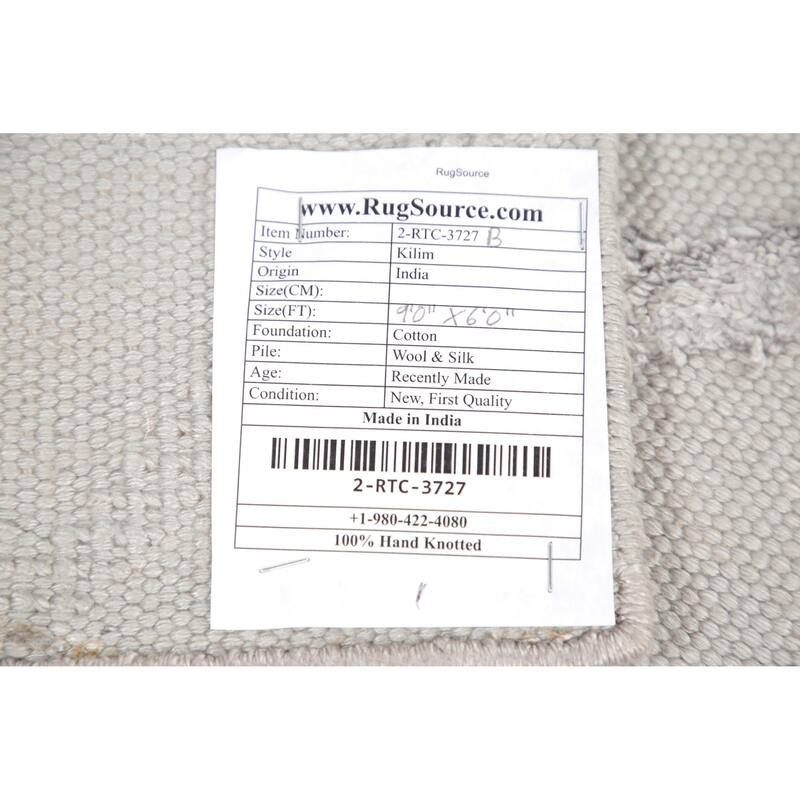 RugSource
www.RugSource.com
Item Number: 2-RTC-3727 B
Style Kilim
Origin India
Size(CM):
Size(FT): 9'0" X 6'0"
Foundation: Cotton
Pile: Wool & Silk
Age: Recently Made
Condition: New, First Quality
Made in India
2-RTC-3727
+1-980-422-4080
100% Hand Knotted